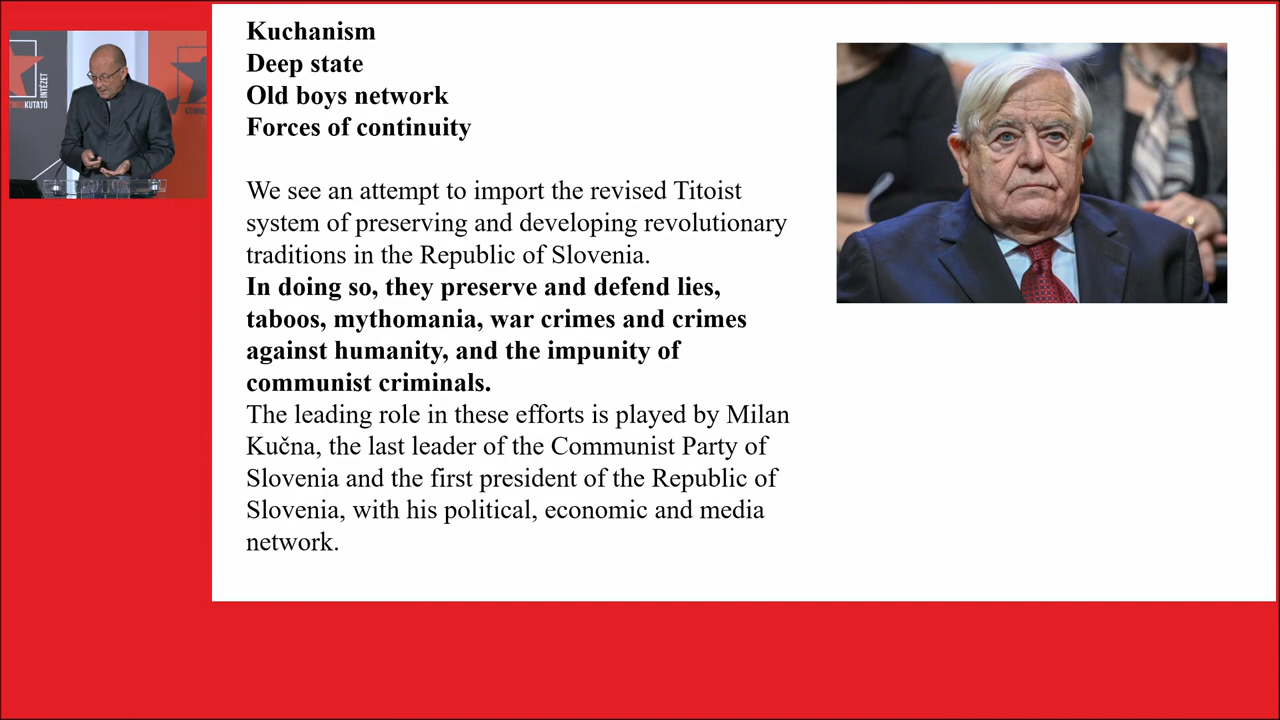 Kuchanism
Deep state
Old boys network
Forces of continuity
We see an attempt to import the revised Titoist
system of preserving and developing revolutionary
traditions in the Republic of Slovenia.
In doing so, they preserve and defend lies,
taboos, mythomania, war crimes and crimes
against humanity, and the impunity of
communist criminals.
The leading role in these efforts is played by Milan
Kučna, the last leader of the Communist Party of
Slovenia and the first president of the Republic of
Slovenia, with his political, economic and media
network.
KUTATÓ
INTÉZET